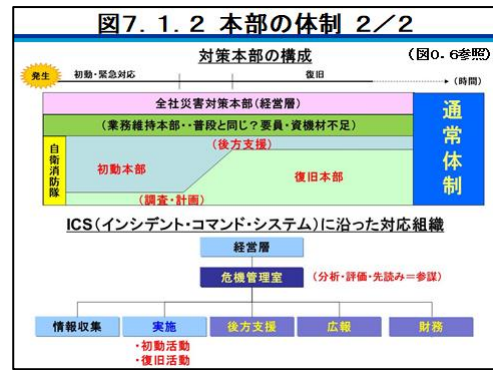 図7.1.2 本部の体制 2/2
対策本部の構成
(図0.6参照)
発生
初動・緊急対応
復旧
(時間)
全社災害対策本部(経営層)
(業務維持本部・・普段と同じ?要員・資機材不足)
自衛消防隊
初動本部
(後方支援)
復旧本部
(調査・計画)
通常体制
ICS(インシデント・コマンド・システム)に沿った対応組織
経営層
危機管理室
(分析・評価・先読み=参謀)
情報収集
実施
後方支援
広報
財務
・初動活動
・復旧活動